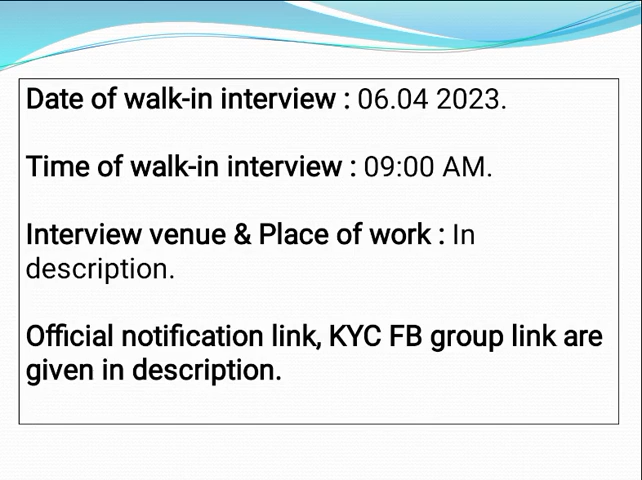 Date of walk-in interview : 06.04 2023.
Time of walk-in interview : 09:00 AM.
Interview venue & Place of work : In
description.
Official notification link, KYC FB group link are
given in description.